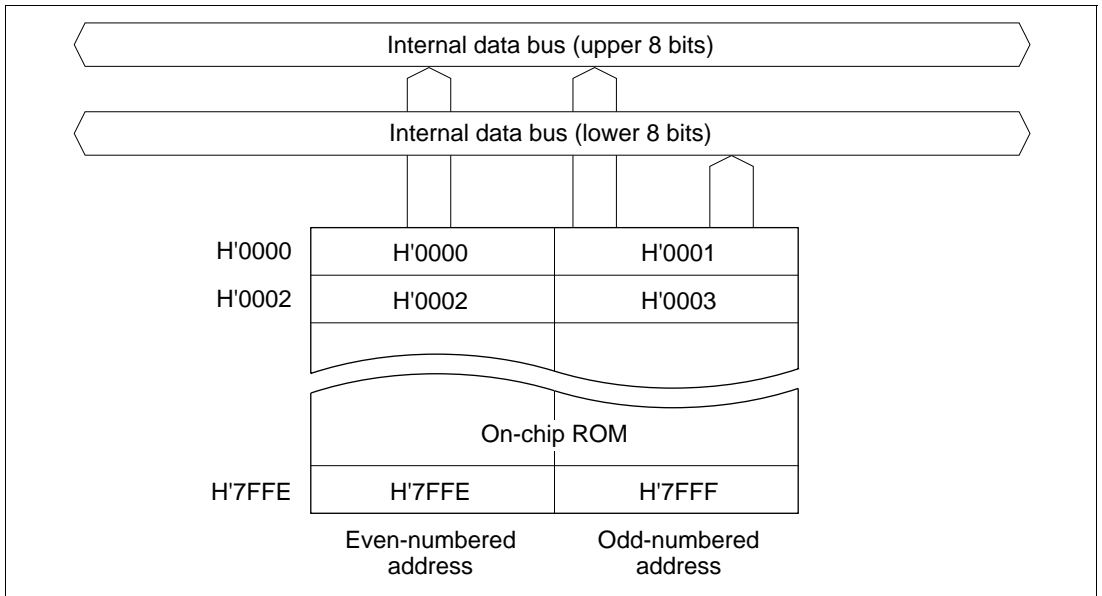 Internal data bus (upper 8 bits)
Internal data bus (lower 8 bits)
H'0000 H'0000 H'0001
H'0002 H'0002 H'0003
On-chip ROM
H'7FFE H'7FFE H'7FFF
Even-numbered Odd-numbered
address address